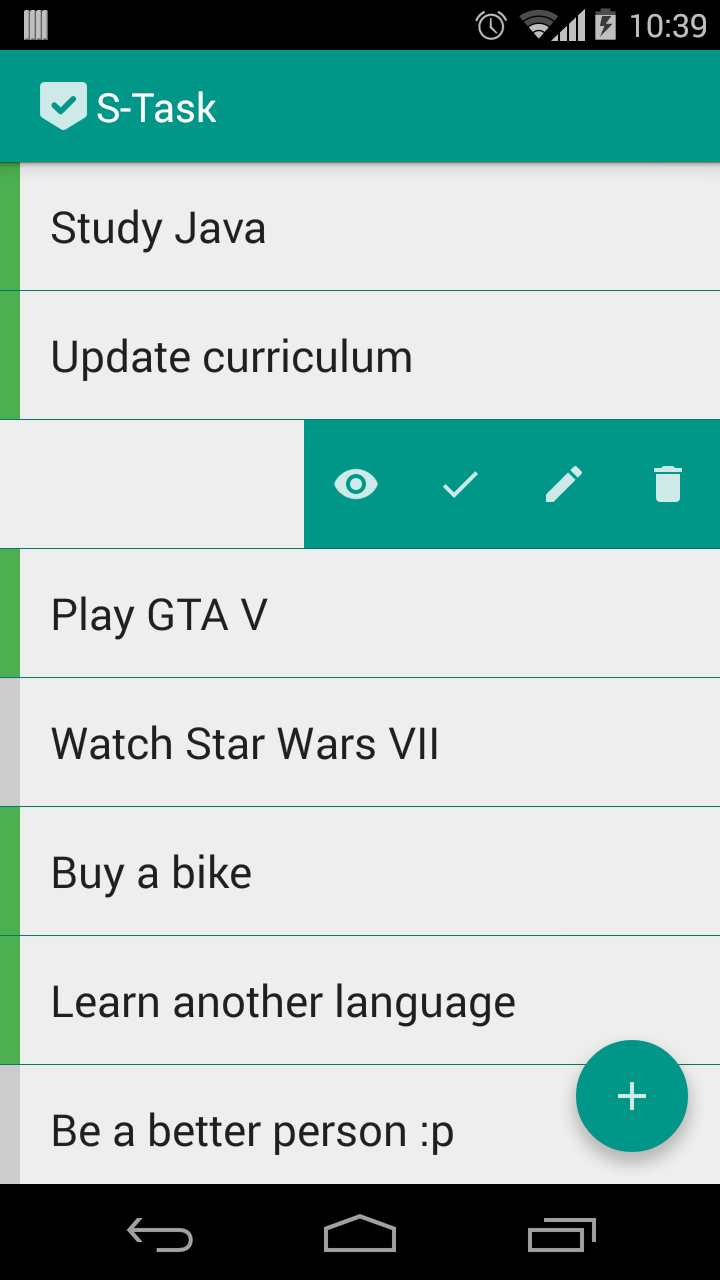 10:39
S-Task
Study Java
Update curriculum
Play GTA V
Watch Star Wars VII
Buy a bike
Learn another language
Be a better person :p